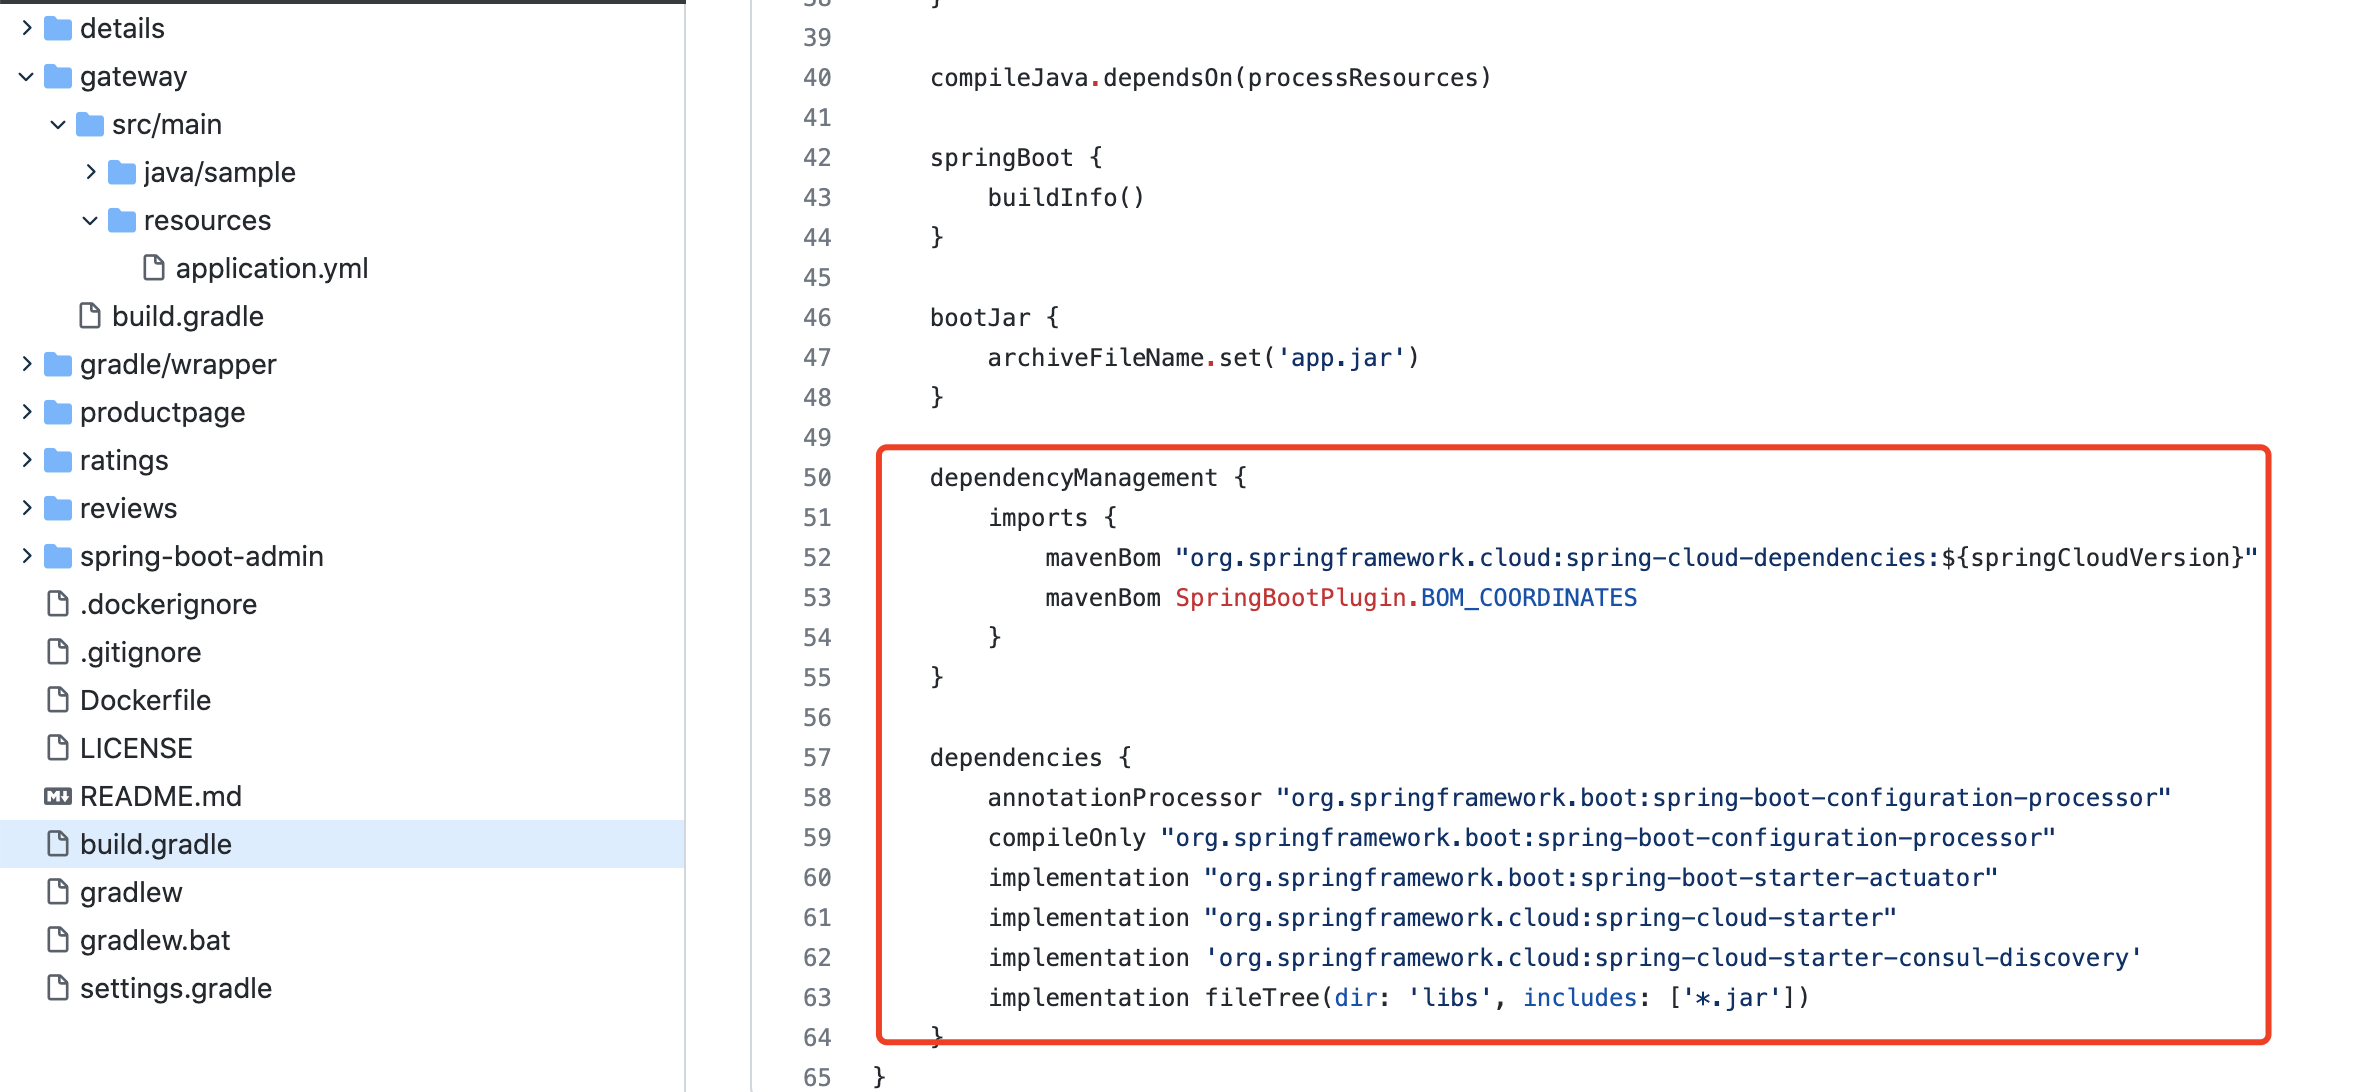 details
gateway
src/main
java/sample
resources
application.yml
build.gradle
gradle/wrapper
productpage
ratings
reviews
spring-boot-admin
.dockerignore
.gitignore
Dockerfile
LICENSE
README.md
build.gradle
gradlew
gradlew.bat
settings.gradle
38 }
39
40 compileJava.dependsOn(processResources)
41
42 springBoot {
43 buildInfo()
44 }
45
46 bootJar {
47 archiveFileName.set('app.jar')
48 }
49
50 dependencyManagement {
51 imports {
52 mavenBom "org.springframework.cloud:spring-cloud-dependencies:${springCloudVersion}"
53 mavenBom SpringBootPlugin.BOM_COORDINATES
54 }
55 }
56
57 dependencies {
58 annotationProcessor "org.springframework.boot:spring-boot-configuration-processor"
59 compileOnly "org.springframework.boot:spring-boot-configuration-processor"
60 implementation "org.springframework.boot:spring-boot-starter-actuator"
61 implementation "org.springframework.cloud:spring-cloud-starter"
62 implementation 'org.springframework.cloud:spring-cloud-starter-consul-discovery'
63 implementation fileTree(dir: 'libs', includes: ['*.jar'])
64 }
65 }